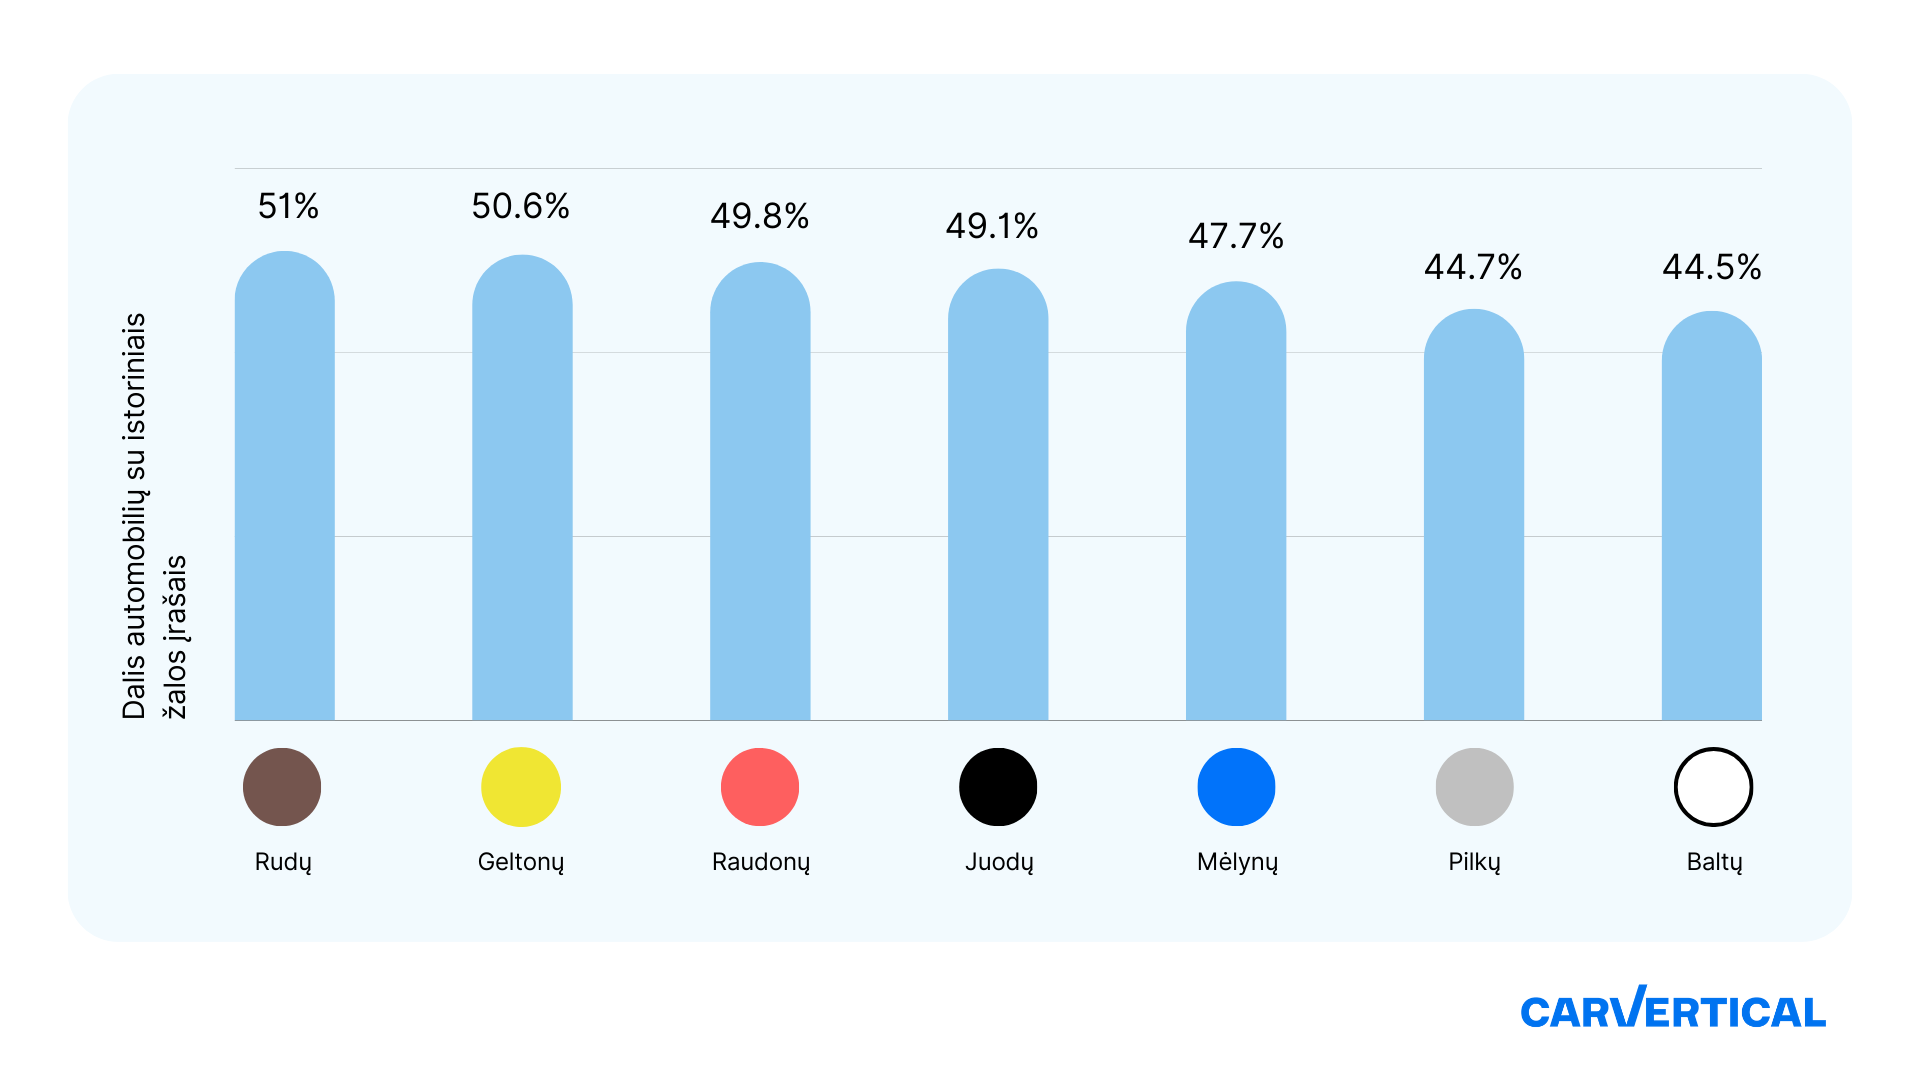 51%
50.6%
49.8%
49.1%
47.7%
44.7%
44.5%
Dalis automobilių su istoriniais
žalos įrašais
Rudų
Geltonų
Raudonų
Juodų
Mėlynų
Pilkų
Baltų
CARVERTICAL